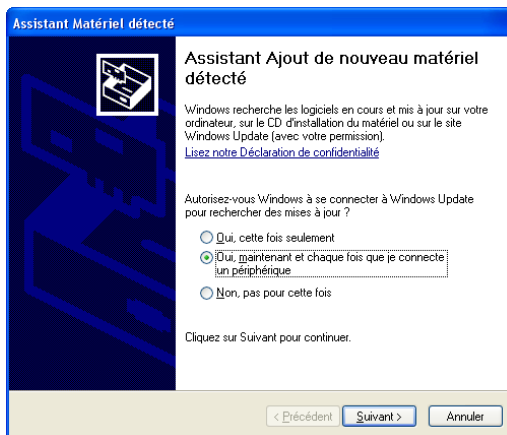 Assistant Matériel détecté
Assistant Ajout de nouveau matériel
détecté
Windows recherche les logiciels en cours et mis à jour sur votre
ordinateur, sur le CD d'installation du matériel ou sur le site
Windows Update (avec votre permission).
Lisez notre Déclaration de confidentialité
Autorisez-vous Windows à se connecter à Windows Update
pour rechercher des mises à jour ?
Oui, cette fois seulement
Oui, maintenant et chaque fois que je connecte
un périphérique
Non, pas pour cette fois
Cliquez sur Suivant pour continuer.
< Précédent Suivant > Annuler